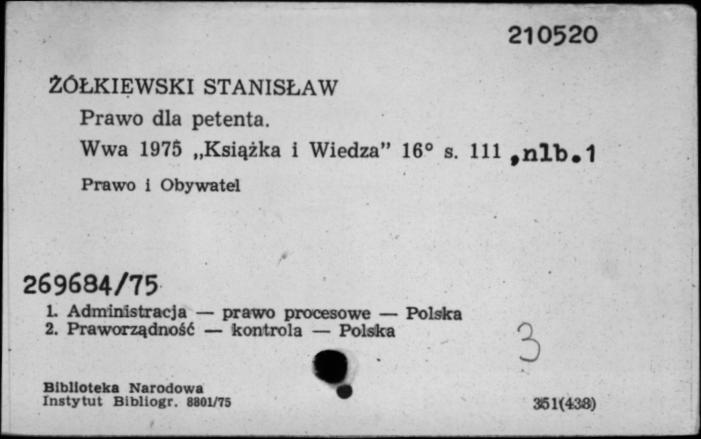 210520
ŻÓŁKIEWSKI STANISŁAW
Prawo dla petenta.
Wwa 1975 „Książka i Wiedza” 16° s. 111 ,nlb.1
Prawo i Obywatel
269684/75
1. Administracja — prawo procesowe — Polska
2. Praworządność — kontrola — Polska
3
Biblioteka Narodowa
Instytut Bibliogr. 8801/75
351(438)